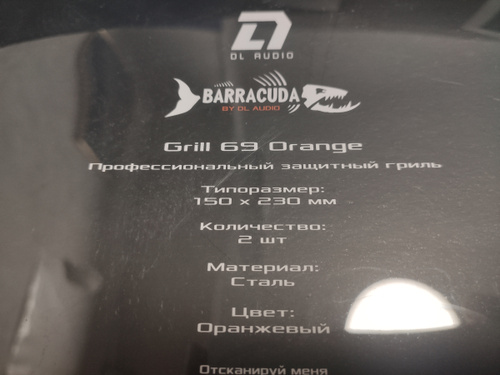 DL AUDIO
BARRACUDA
BY DL AUDIO
Grill 69 Orange
Профессиональный защитный гриль
Типоразмер:
150 x 230 мм
Количество:
2 шт
Материал:
Сталь
Цвет:
Оранжевый
Отсканируй меня